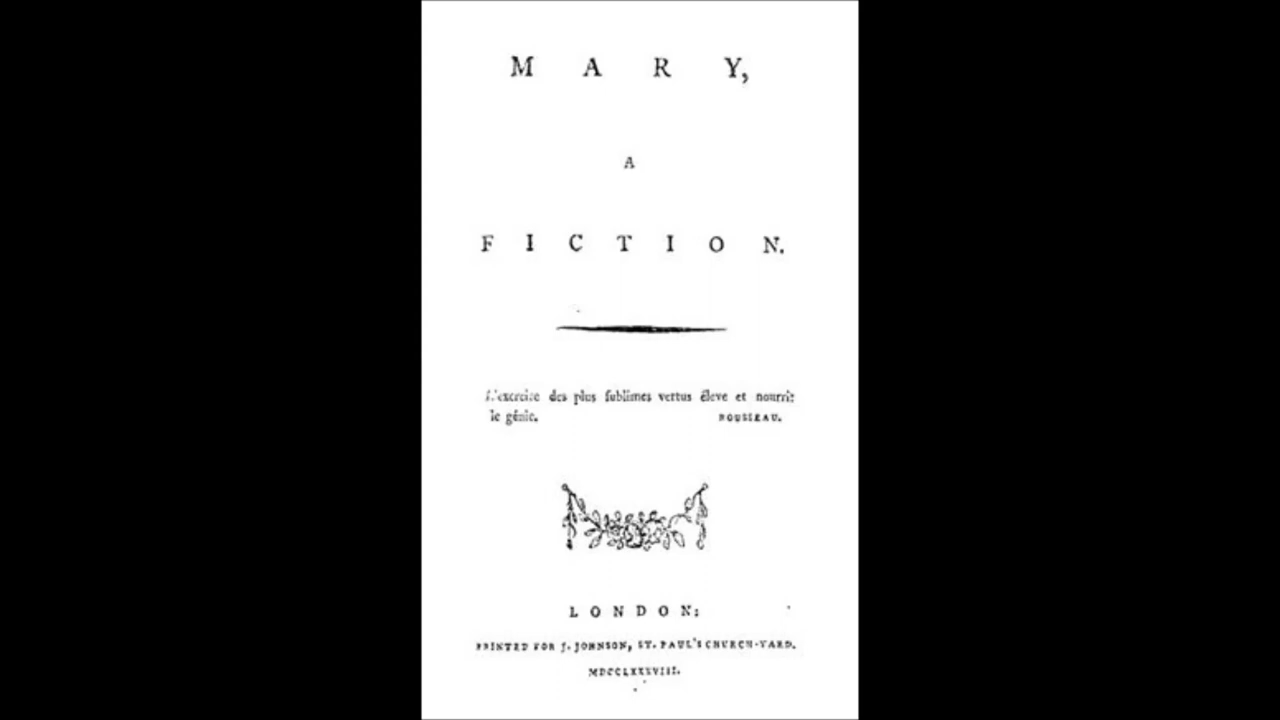 MARY,
A
FICTION.
L'exercice des plus ſublimes vertus éleve et nourrit
le génie. ROUSSEAU.
LONDON:
PRINTED FOR J. JOHNSON, ST. PAUL'S CHURCH-YARD.
MDCCLXXXVIII.